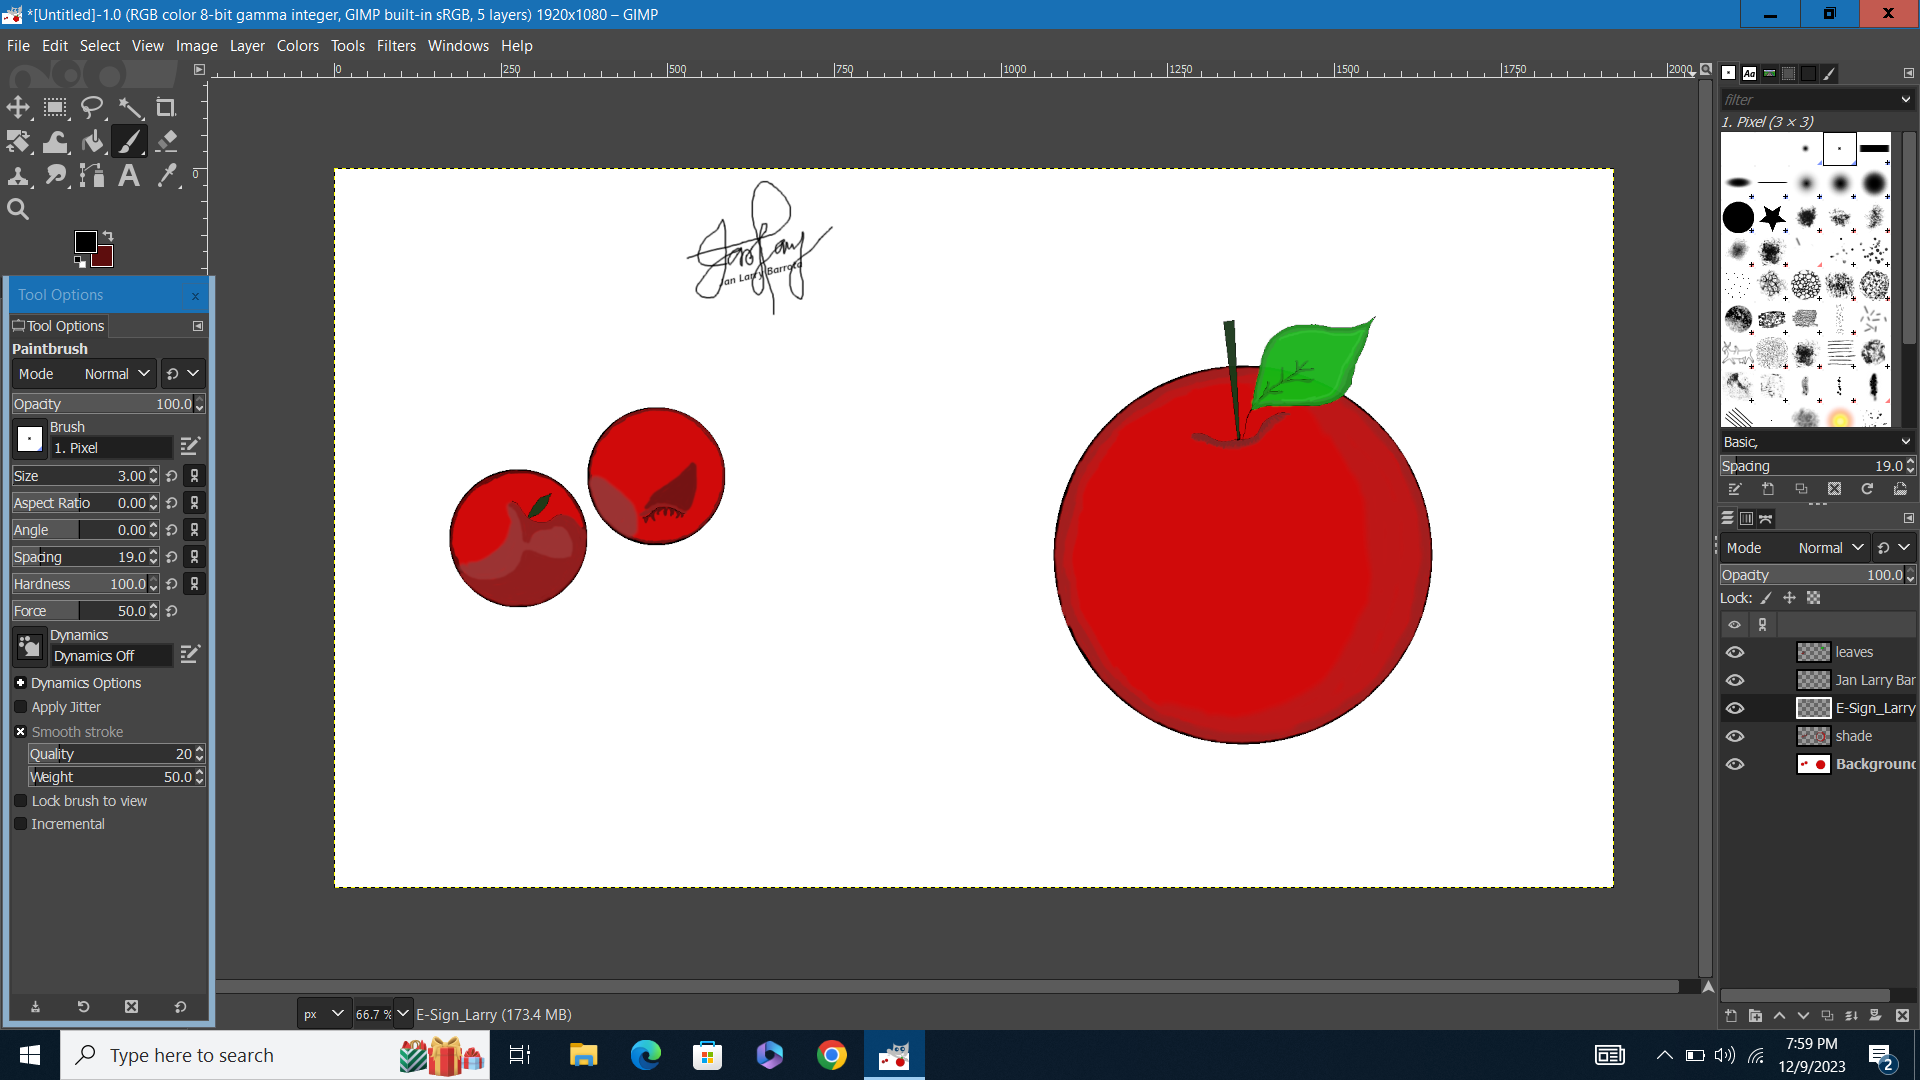 *[Untitled]-1.0 (RGB color 8-bit gamma integer, GIMP built-in sRGB, 5 layers) 1920x1080 – GIMP
File Edit Select View Image Layer Colors Tools Filters Windows Help
0 250 500 750 1000 1250 1500 1750 2000
0
Tool Options
Tool Options
Paintbrush
Mode Normal
Opacity 100.0
Brush
1. Pixel
Size 3.00
Aspect Ratio 0.00
Angle 0.00
Spacing 19.0
Hardness 100.0
Force 50.0
Dynamics
Dynamics Off
Dynamics Options
Apply Jitter
Smooth stroke
Quality 20
Weight 50.0
Lock brush to view
Incremental
Jan Larry Barrota
px 66.7 % E-Sign_Larry (173.4 MB)
Aa
filter
1. Pixel (3 × 3)
Basic,
Spacing 19.0
Mode Normal
Opacity 100.0
Lock:
leaves
Jan Larry Bar
E-Sign_Larry
shade
Background
Type here to search
7:59 PM
12/9/2023
2